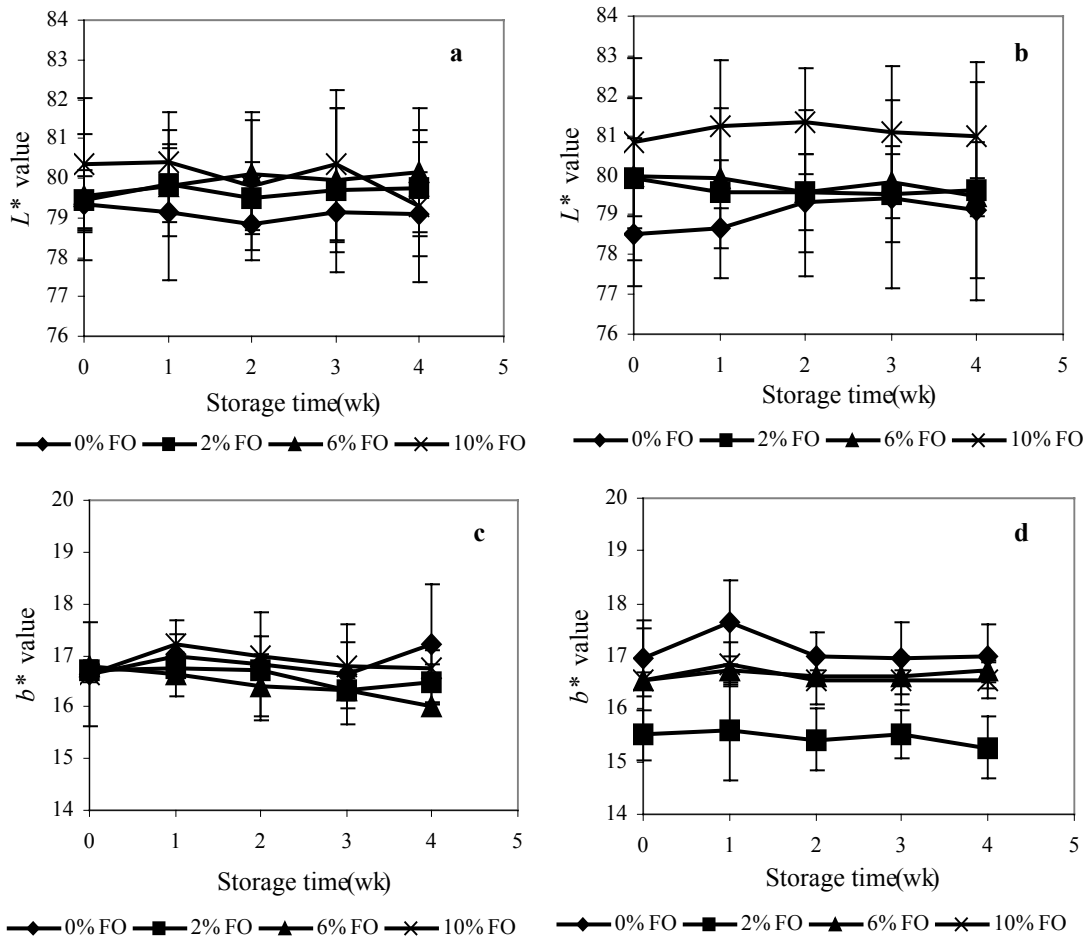 84
83
82
81
80
79
78
77
76
L* value
a
0 1 2 3 4 5
Storage time(wk)
0% FO 2% FO 6% FO 10% FO
84
83
82
81
80
79
78
77
76
L* value
b
0 1 2 3 4 5
Storage time(wk)
0% FO 2% FO 6% FO 10% FO
20
19
18
17
16
15
14
b* value
c
0 1 2 3 4 5
Storage time(wk)
0% FO 2% FO 6% FO 10% FO
20
19
18
17
16
15
14
b* value
d
0 1 2 3 4 5
Storage time(wk)
0% FO 2% FO 6% FO 10% FO